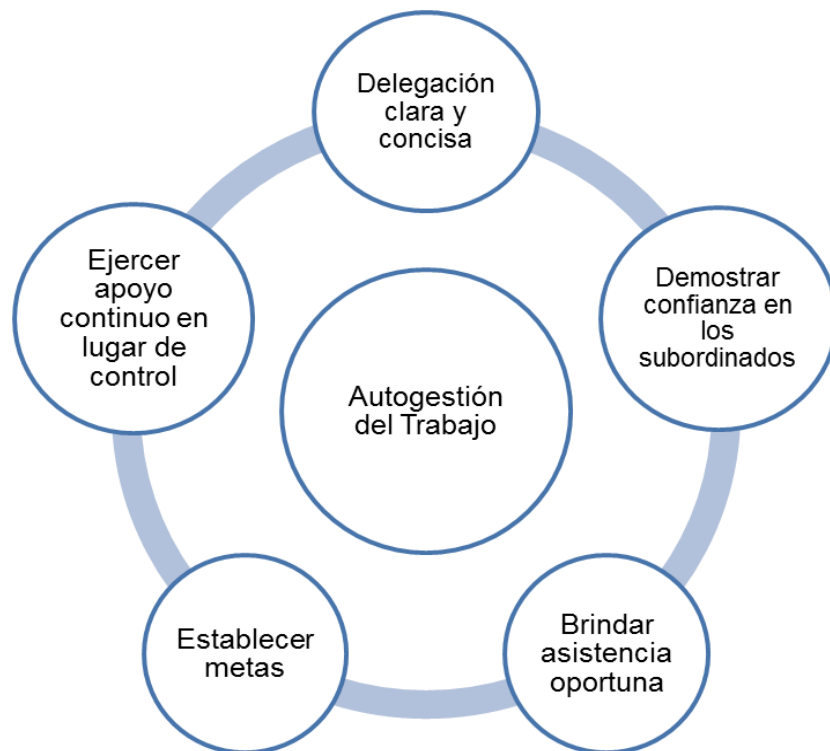 Delegación
clara y
concisa
Demostrar
confianza en
los
subordinados
Brindar
asistencia
oportuna
Establecer
metas
Ejercer
apoyo
continuo en
lugar de
control
Autogestión
del Trabajo